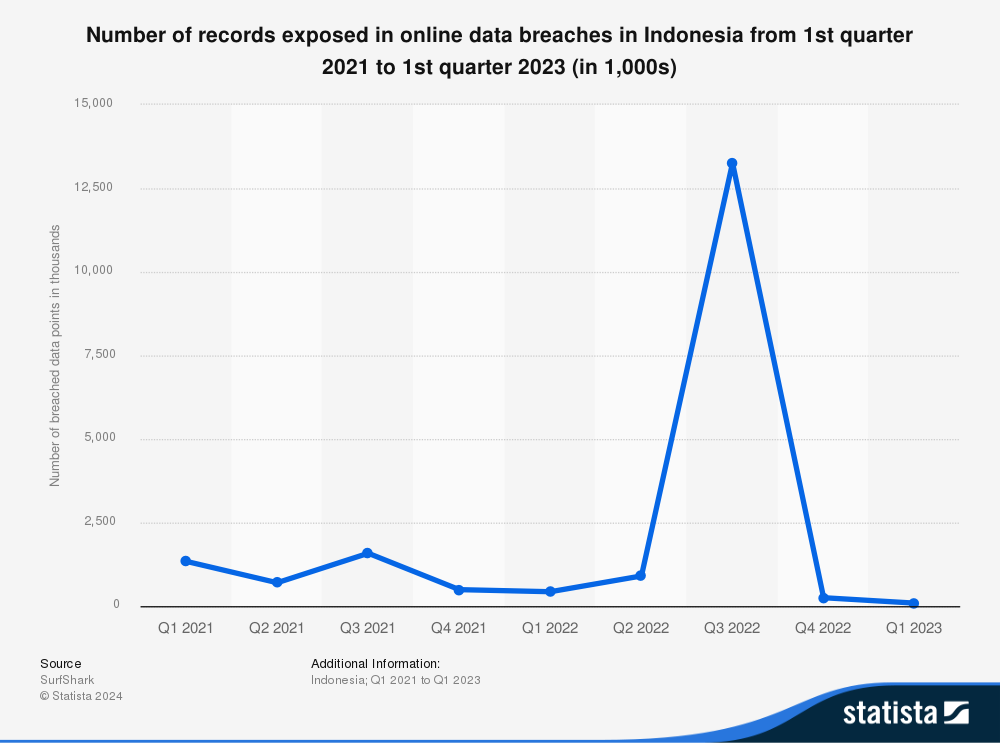 Number of records exposed in online data breaches in Indonesia from 1st quarter
2021 to 1st quarter 2023 (in 1,000s)
Number of breached data points in thousands
15,000
12,500
10,000
7,500
5,000
2,500
0
Q1 2021 Q2 2021 Q3 2021 Q4 2021 Q1 2022 Q2 2022 Q3 2022 Q4 2022 Q1 2023
Source
SurfShark
© Statista 2024
Additional Information:
Indonesia; Q1 2021 to Q1 2023
statista